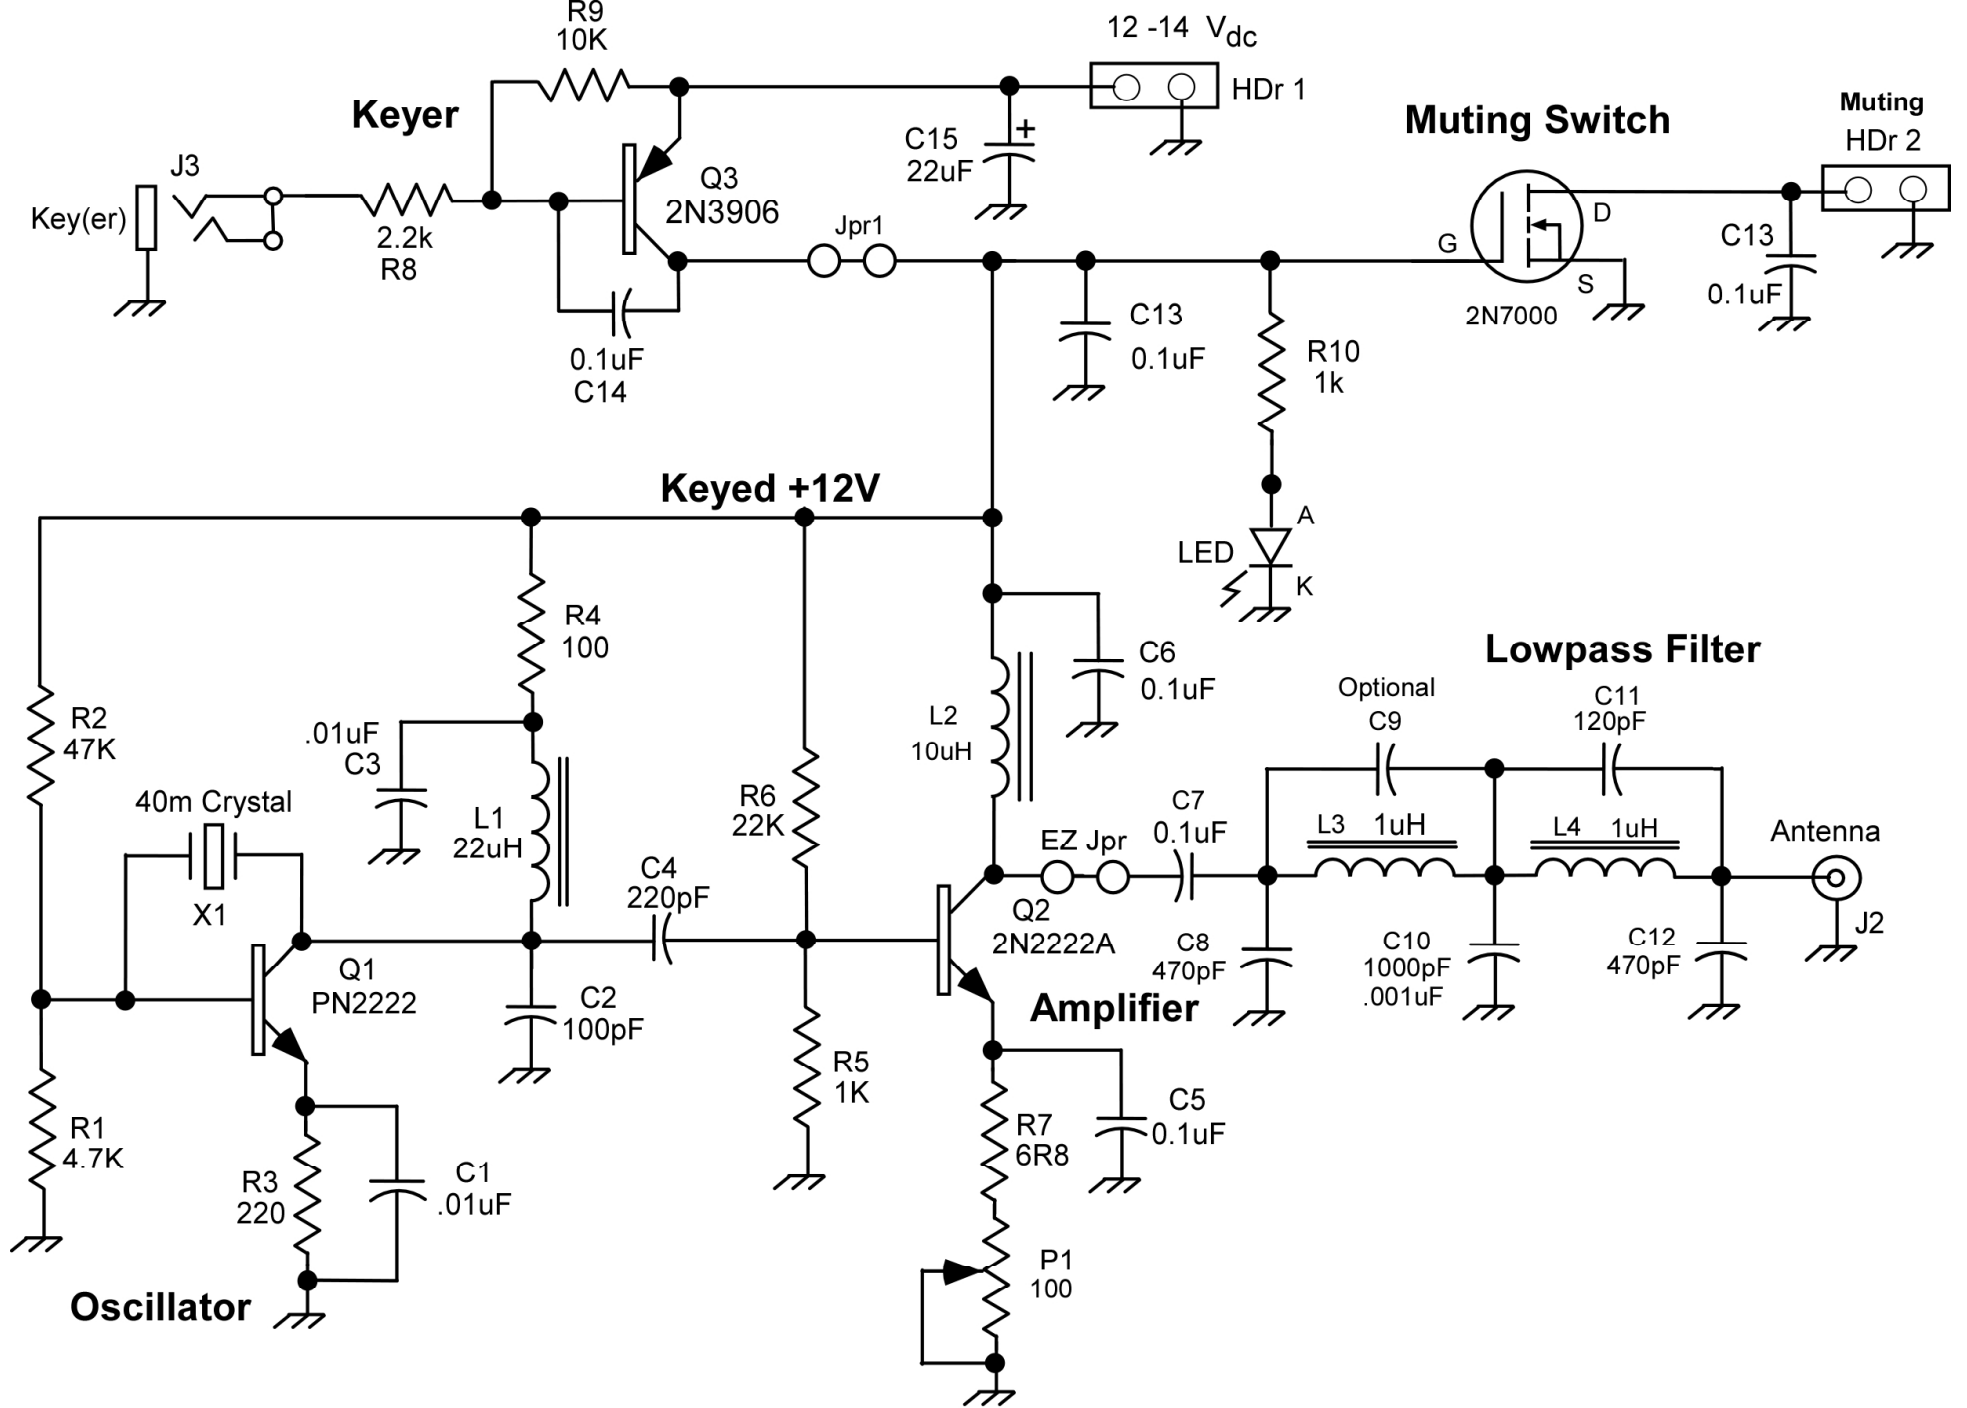 R9
10K
12 -14 Vdc
HDr 1
Keyer
C15
+
22uF
Muting Switch
Muting
HDr 2
J3
Key(er)
2.2k
R8
Q3
2N3906
Jpr1
G
D
S
2N7000
C13
0.1uF
0.1uF
C14
C13
0.1uF
R10
1k
Keyed +12V
A
LED
K
R4
100
C6
0.1uF
Lowpass Filter
R2
47K
.01uF
C3
L2
10uH
Optional
C9
C11
120pF
40m Crystal
X1
L1
22uH
R6
22K
C4
220pF
EZ Jpr
C7
0.1uF
L3 1uH
L4 1uH
Antenna
J2
Q1
PN2222
C2
100pF
Q2
2N2222A
Amplifier
C8
470pF
C10
1000pF
.001uF
C12
470pF
R5
1K
R1
4.7K
R3
220
C1
.01uF
R7
6R8
C5
0.1uF
P1
100
Oscillator